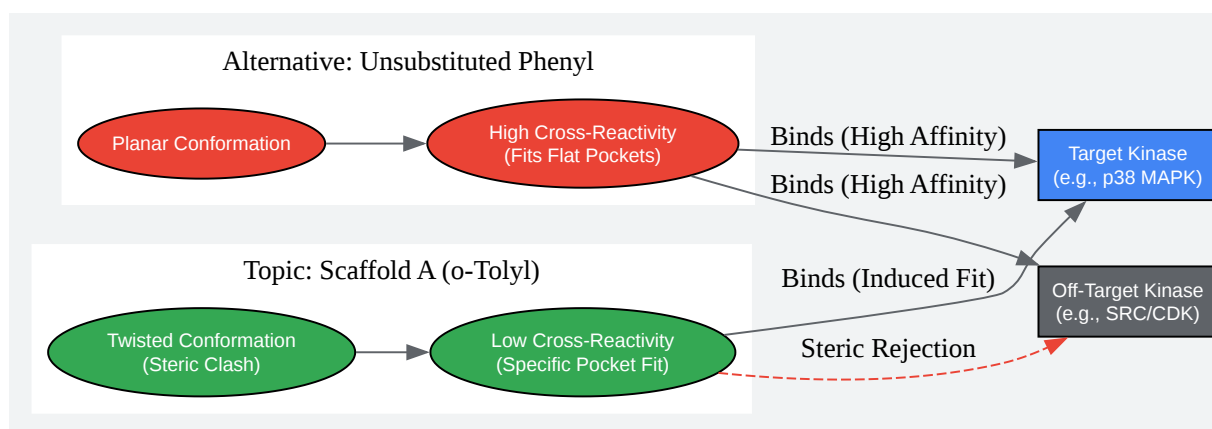 Alternative: Unsubstituted Phenyl
Planar Conformation
High Cross-Reactivity
(Fits Flat Pockets)
Binds (High Affinity)
Binds (High Affinity)
Target Kinase
(e.g., p38 MAPK)
Topic: Scaffold A (o-Tolyl)
Twisted Conformation
(Steric Clash)
Low Cross-Reactivity
(Specific Pocket Fit)
Binds (Induced Fit)
Steric Rejection
Off-Target Kinase
(e.g., SRC/CDK)